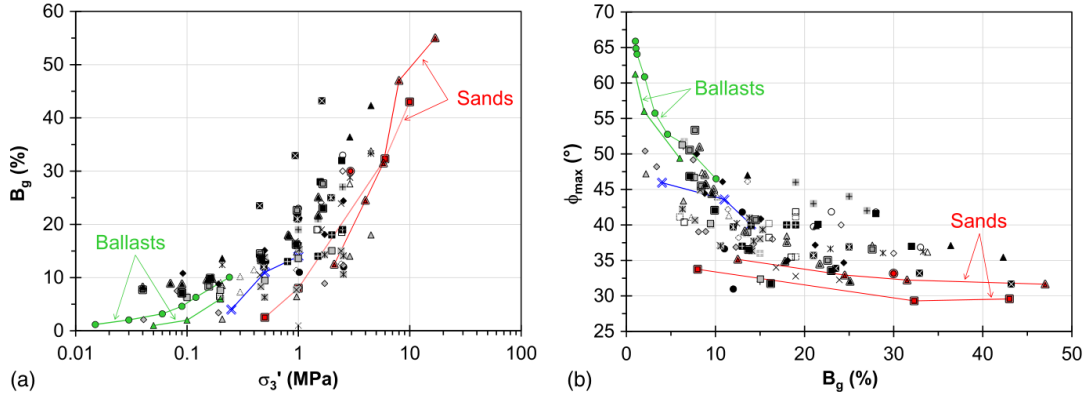 60
50
40
30
20
10
0
B_g (%)
Ballasts
Sands
0.01 0.1 1 10 100
σ₃' (MPa)
(a)
70
65
60
55
50
45
40
35
30
25
ϕ_max (°)
Ballasts
Sands
0 10 20 30 40 50
B_g (%)
(b)